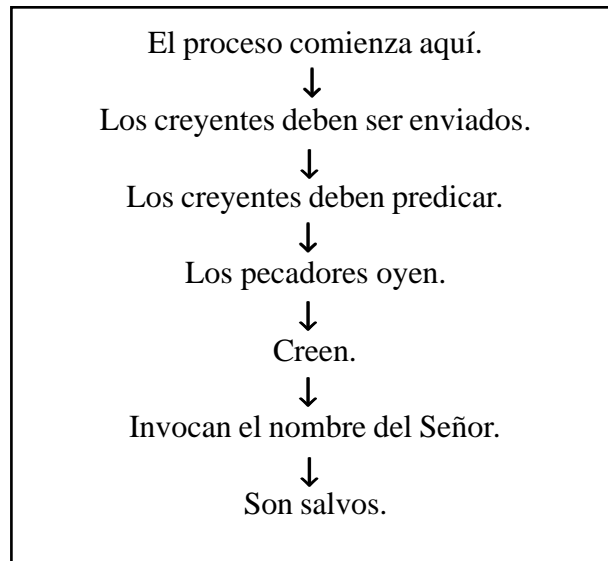 El proceso comienza aquí.
↓
Los creyentes deben ser enviados.
↓
Los creyentes deben predicar.
↓
Los pecadores oyen.
↓
Creen.
↓
Invocan el nombre del Señor.
↓
Son salvos.